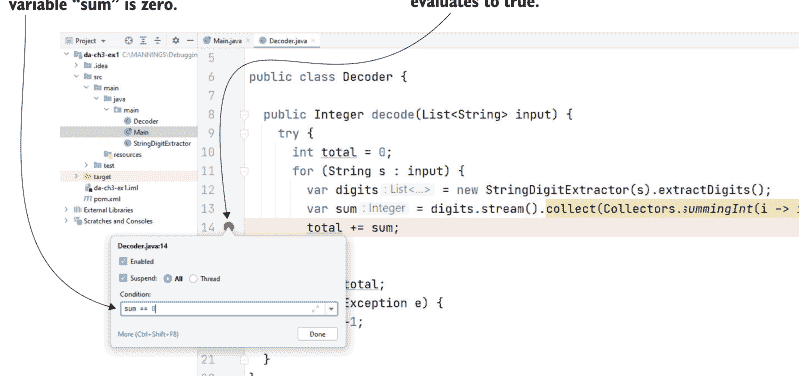 variable “sum” is zero.
evaluates to true.
Project
da-ch3-ex1 C:\MANNINGS\Debuggin
.idea
src
main
java
main
Decoder
Main
StringDigitExtractor
resources
test
target
da-ch3-ex1.iml
pom.xml
External Libraries
Scratches and Consoles
Main.java
Decoder.java
5
6 public class Decoder {
7
8 public Integer decode(List<String> input) {
9 try {
10 int total = 0;
11 for (String s : input) {
12 var digits : List<...> = new StringDigitExtractor(s).extractDigits();
13 var sum : Integer = digits.stream().collect(Collectors.summingInt(i ->
14 total += sum;
Decoder.java:14
Enabled
Suspend: All Thread
Condition:
sum == 0
More (Ctrl+Shift+F8)
Done
total;
xception e) {
1;
21 }